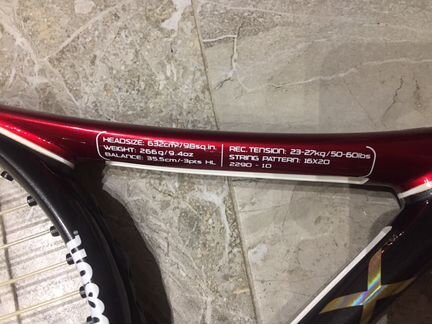 HEADSIZE: 632cm²/98sq.in.
WEIGHT: 266g/9.4oz
BALANCE: 35.5cm/-3pts HL
REC. TENSION: 23-27kg/50-60lbs
STRING PATTERN: 16X20
2290 - 10
X